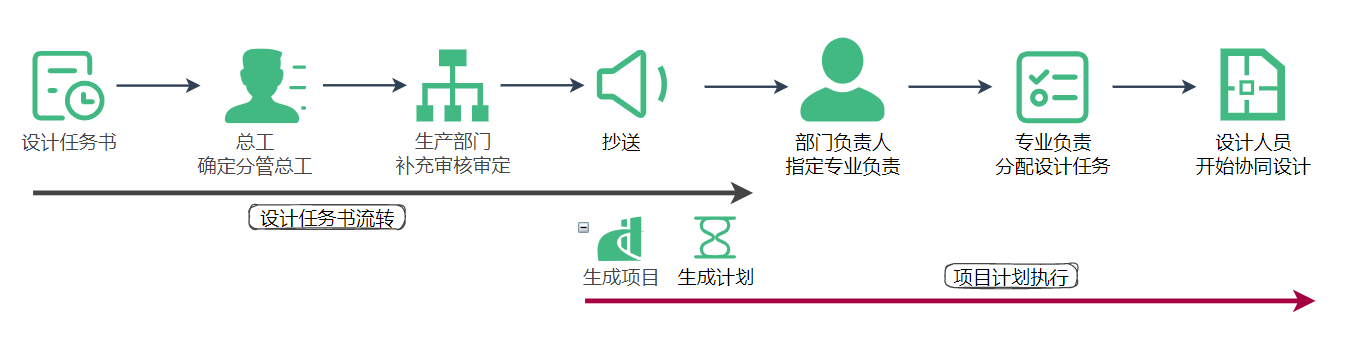 设计任务书
总工
确定分管总工
生产部门
补充审核审定
抄送
部门负责人
指定专业负责
专业负责
分配设计任务
设计人员
开始协同设计
设计任务书流转
生成项目
生成计划
项目计划执行